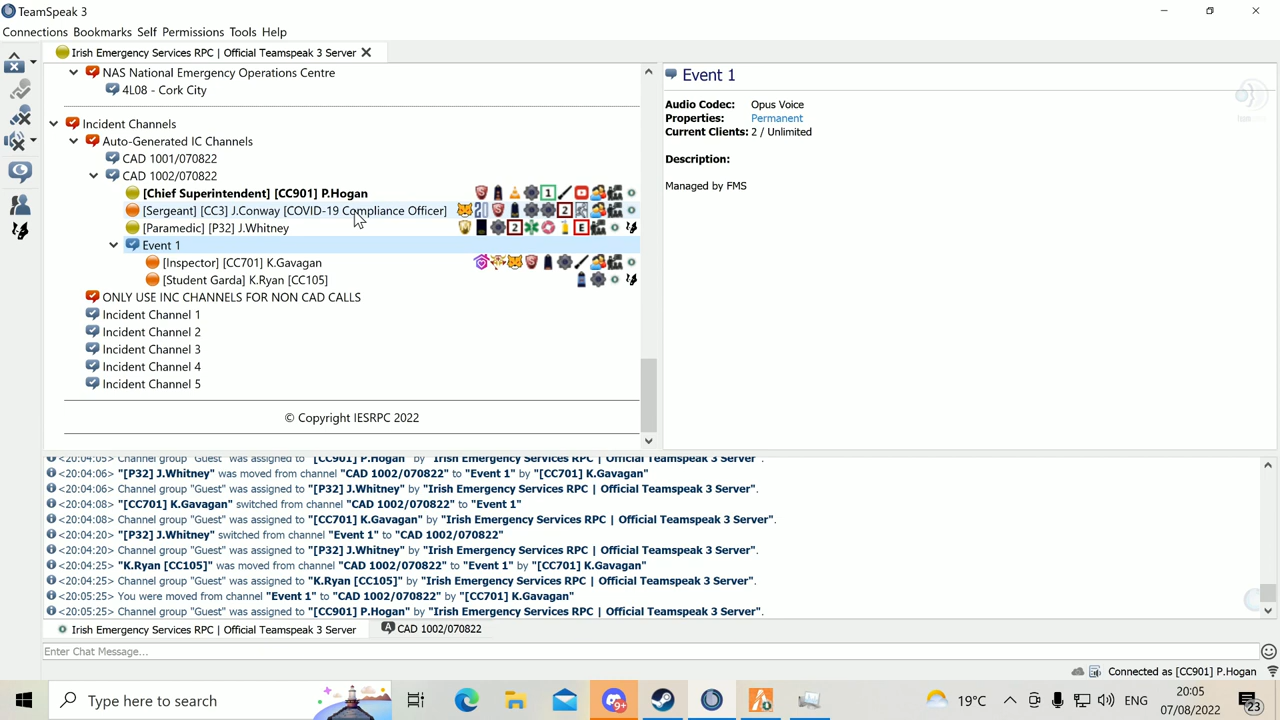 TeamSpeak 3
Connections Bookmarks Self Permissions Tools Help
Irish Emergency Services RPC | Official Teamspeak 3 Server
NAS National Emergency Operations Centre
4L08 - Cork City
Incident Channels
Auto-Generated IC Channels
CAD 1001/070822
CAD 1002/070822
[Chief Superintendent] [CC901] P.Hogan
[Sergeant] [CC3] J.Conway [COVID-19 Compliance Officer]
[Paramedic] [P32] J.Whitney
Event 1
[Inspector] [CC701] K.Gavagan
[Student Garda] K.Ryan [CC105]
ONLY USE INC CHANNELS FOR NON CAD CALLS
Incident Channel 1
Incident Channel 2
Incident Channel 3
Incident Channel 4
Incident Channel 5
© Copyright IESRPC 2022
Event 1
Audio Codec: Opus Voice
Properties: Permanent
Current Clients: 2 / Unlimited
Description:
Managed by FMS
<20:04:05> Channel group "Guest" was assigned to "[CC901] P.Hogan" by "Irish Emergency Services RPC | Official Teamspeak 3 Server".
<20:04:06> "[P32] J.Whitney" was moved from channel "CAD 1002/070822" to "Event 1" by "[CC701] K.Gavagan"
<20:04:06> Channel group "Guest" was assigned to "[P32] J.Whitney" by "Irish Emergency Services RPC | Official Teamspeak 3 Server".
<20:04:08> "[CC701] K.Gavagan" switched from channel "CAD 1002/070822" to "Event 1"
<20:04:08> Channel group "Guest" was assigned to "[CC701] K.Gavagan" by "Irish Emergency Services RPC | Official Teamspeak 3 Server".
<20:04:20> "[P32] J.Whitney" switched from channel "Event 1" to "CAD 1002/070822"
<20:04:20> Channel group "Guest" was assigned to "[P32] J.Whitney" by "Irish Emergency Services RPC | Official Teamspeak 3 Server".
<20:04:25> "K.Ryan [CC105]" was moved from channel "CAD 1002/070822" to "Event 1" by "[CC701] K.Gavagan"
<20:04:25> Channel group "Guest" was assigned to "K.Ryan [CC105]" by "Irish Emergency Services RPC | Official Teamspeak 3 Server".
<20:05:25> You were moved from channel "Event 1" to "CAD 1002/070822" by "[CC701] K.Gavagan"
<20:05:25> Channel group "Guest" was assigned to "[CC901] P.Hogan" by "Irish Emergency Services RPC | Official Teamspeak 3 Server".
Irish Emergency Services RPC | Official Teamspeak 3 Server
CAD 1002/070822
Enter Chat Message...
Connected as [CC901] P.Hogan
Type here to search
9+
19°C
ENG
20:05
07/08/2022
23